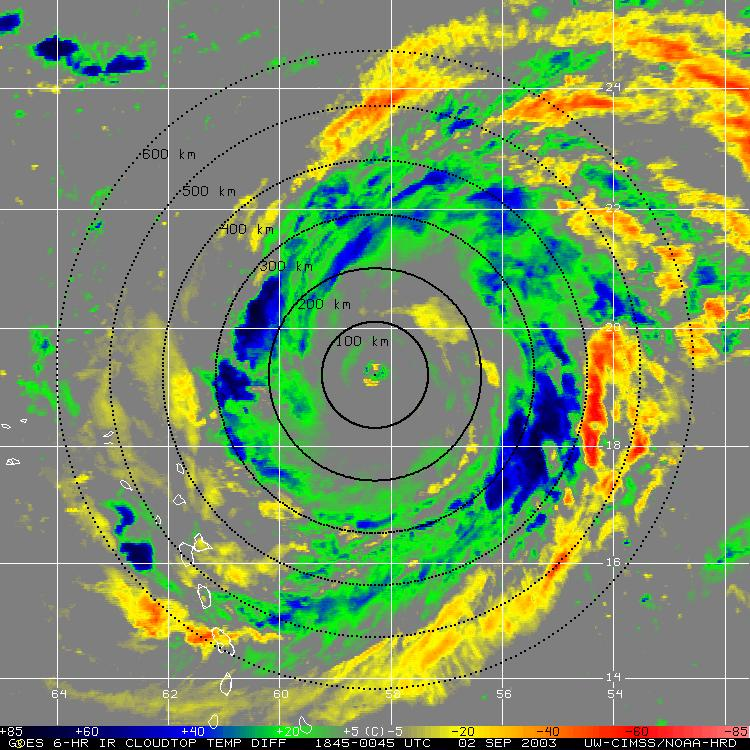 24
600 km
500 km
22
400 km
300 km
200 km
20
100 km
18
16
14
64 62 60 58 56 54
+85 +60 +40 +20 +5 (C) -5 -20 -40 -60 -85
GOES 6-HR IR CLOUDTOP TEMP DIFF 1845-0045 UTC 02 SEP 2003 UW-CIMSS/NOAA-HRD